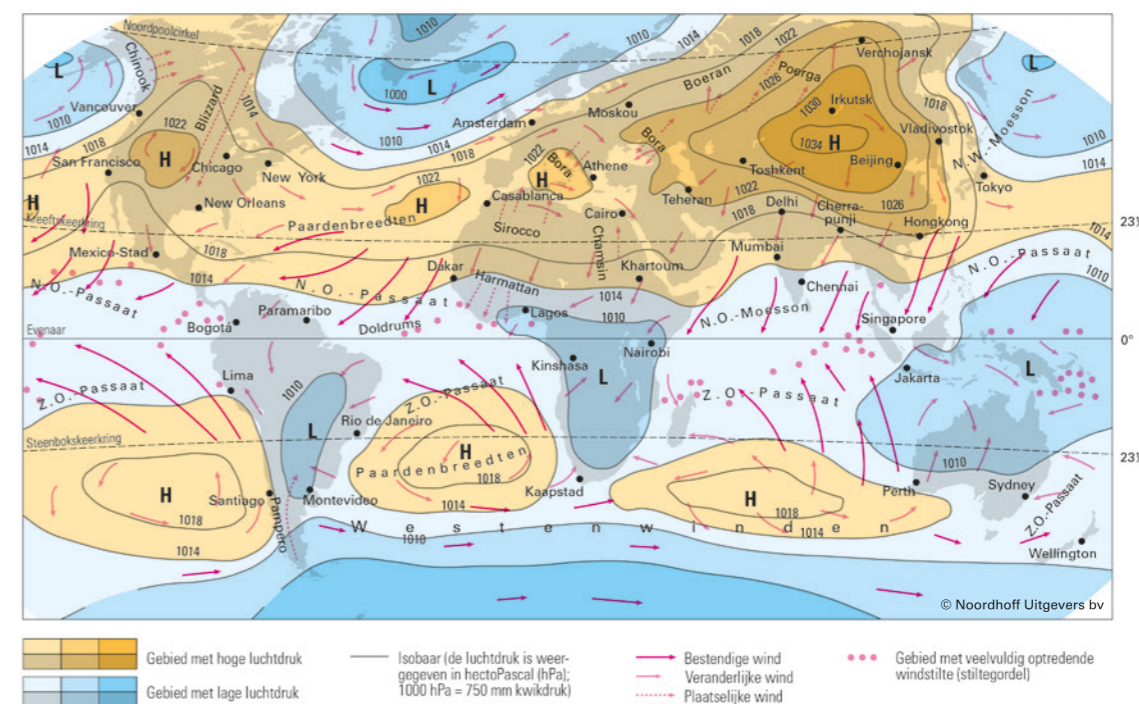 Noordpoolcirkel
1010
1010
1014
1018
1022
Verchojansk
L
Chinook
Blizzard
1014
L
1000
Boeran
1026
Poerga
1030
Irkutsk
1018
L
Vancouver
1010
1014
1018
1022
H
Amsterdam
Moskou
Vladivostok
N.W.-Moesson
1010
1014
San Francisco
Chicago
New York
1014
1018
1022
1022
Bora
H
Athene
Bora
Toshkent
1034
H
Beijing
Tokyo
H
New Orleans
H
Casablanca
Teheran
1022
1026
Kreeftskeerkring
Paardenbreedten
Sirocco
Cairo
1018
Delhi
Cherra-
punji
Hongkong
23½
Mexico-Stad
1018
Chamsin
Mumbai
1014
1014
Dakar
Khartoum
N.O.-Passaat
1010
N.O.-Passaat
N.O.-Passaat
Harmattan
1014
Chennai
Evenaar
Bogotá
Paramaribo
Doldrums
Lagos
1010
N.O.-Moesson
Singapore
0°
Kinshasa
Nairobi
L
Z.O.-Passaat
Lima
1010
Z.O.-Passaat
Z.O.-Passaat
Jakarta
L
Steenbokskeerkring
L
Rio de Janeiro
H
Paardenbreedten
1018
1010
23½
H
1018
Santiago
Pampero
Montevideo
1014
Kaapstad
H
1018
Perth
Sydney
Z.O.-Passaat
1014
Westenwinden
1010
1014
Wellington
© Noordhoff Uitgevers bv
Gebied met hoge luchtdruk
Gebied met lage luchtdruk
Isobaar (de luchtdruk is weer-
gegeven in hectoPascal (hPa);
1000 hPa = 750 mm kwikdruk)
Bestendige wind
Veranderlijke wind
Plaatselijke wind
Gebied met veelvuldig optredende
windstilte (stiltegordel)